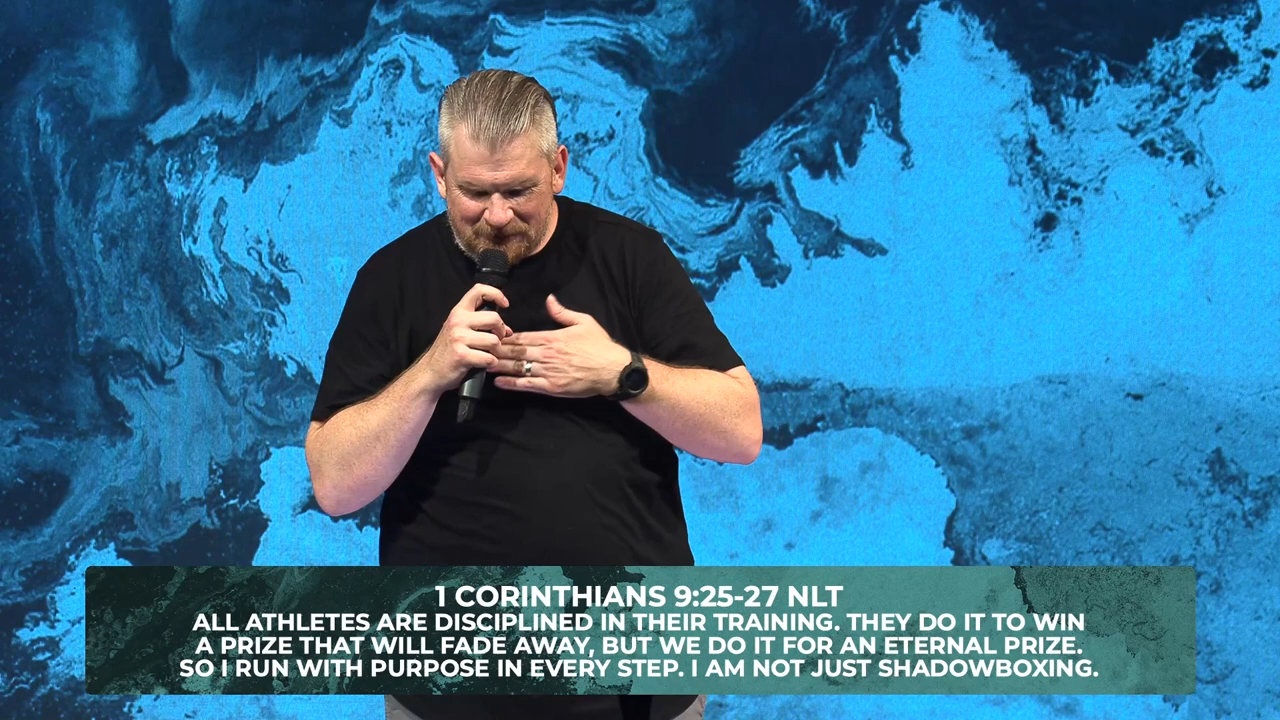 1 CORINTHIANS 9:25-27 NLT
ALL ATHLETES ARE DISCIPLINED IN THEIR TRAINING. THEY DO IT TO WIN
A PRIZE THAT WILL FADE AWAY, BUT WE DO IT FOR AN ETERNAL PRIZE.
SO I RUN WITH PURPOSE IN EVERY STEP. I AM NOT JUST SHADOWBOXING.